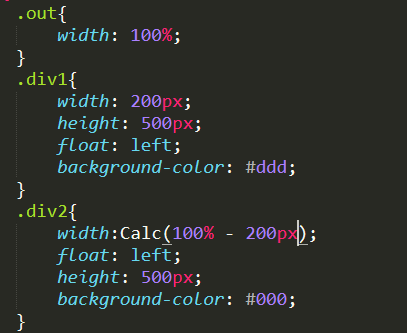 .out{
    width: 100%;
}
.div1{
    width: 200px;
    height: 500px;
    float: left;
    background-color: #ddd;
}
.div2{
    width:Calc(100% - 200px);
    float: left;
    height: 500px;
    background-color: #000;
}